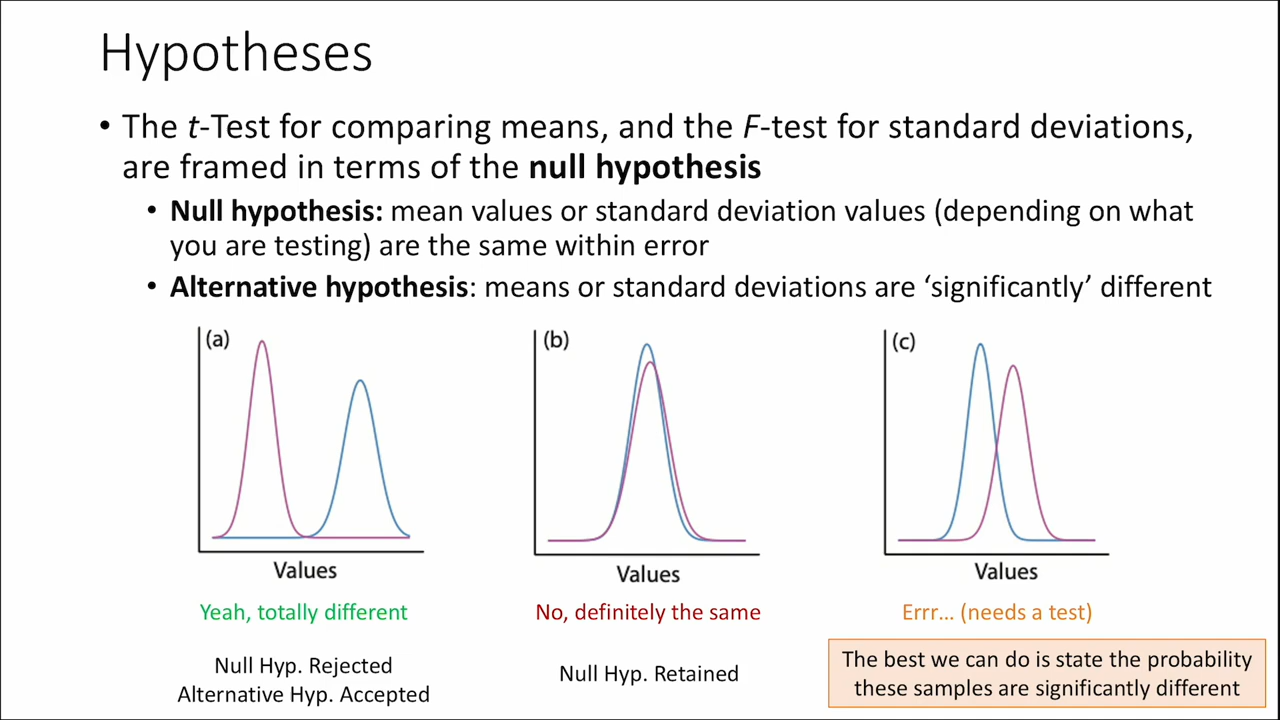 Hypotheses
• The t-Test for comparing means, and the F-test for standard deviations,
are framed in terms of the null hypothesis
• Null hypothesis: mean values or standard deviation values (depending on what
you are testing) are the same within error
• Alternative hypothesis: means or standard deviations are ‘significantly’ different
(a)
Values
Yeah, totally different
Null Hyp. Rejected
Alternative Hyp. Accepted
(b)
Values
No, definitely the same
Null Hyp. Retained
(c)
Values
Errr... (needs a test)
The best we can do is state the probability
these samples are significantly different